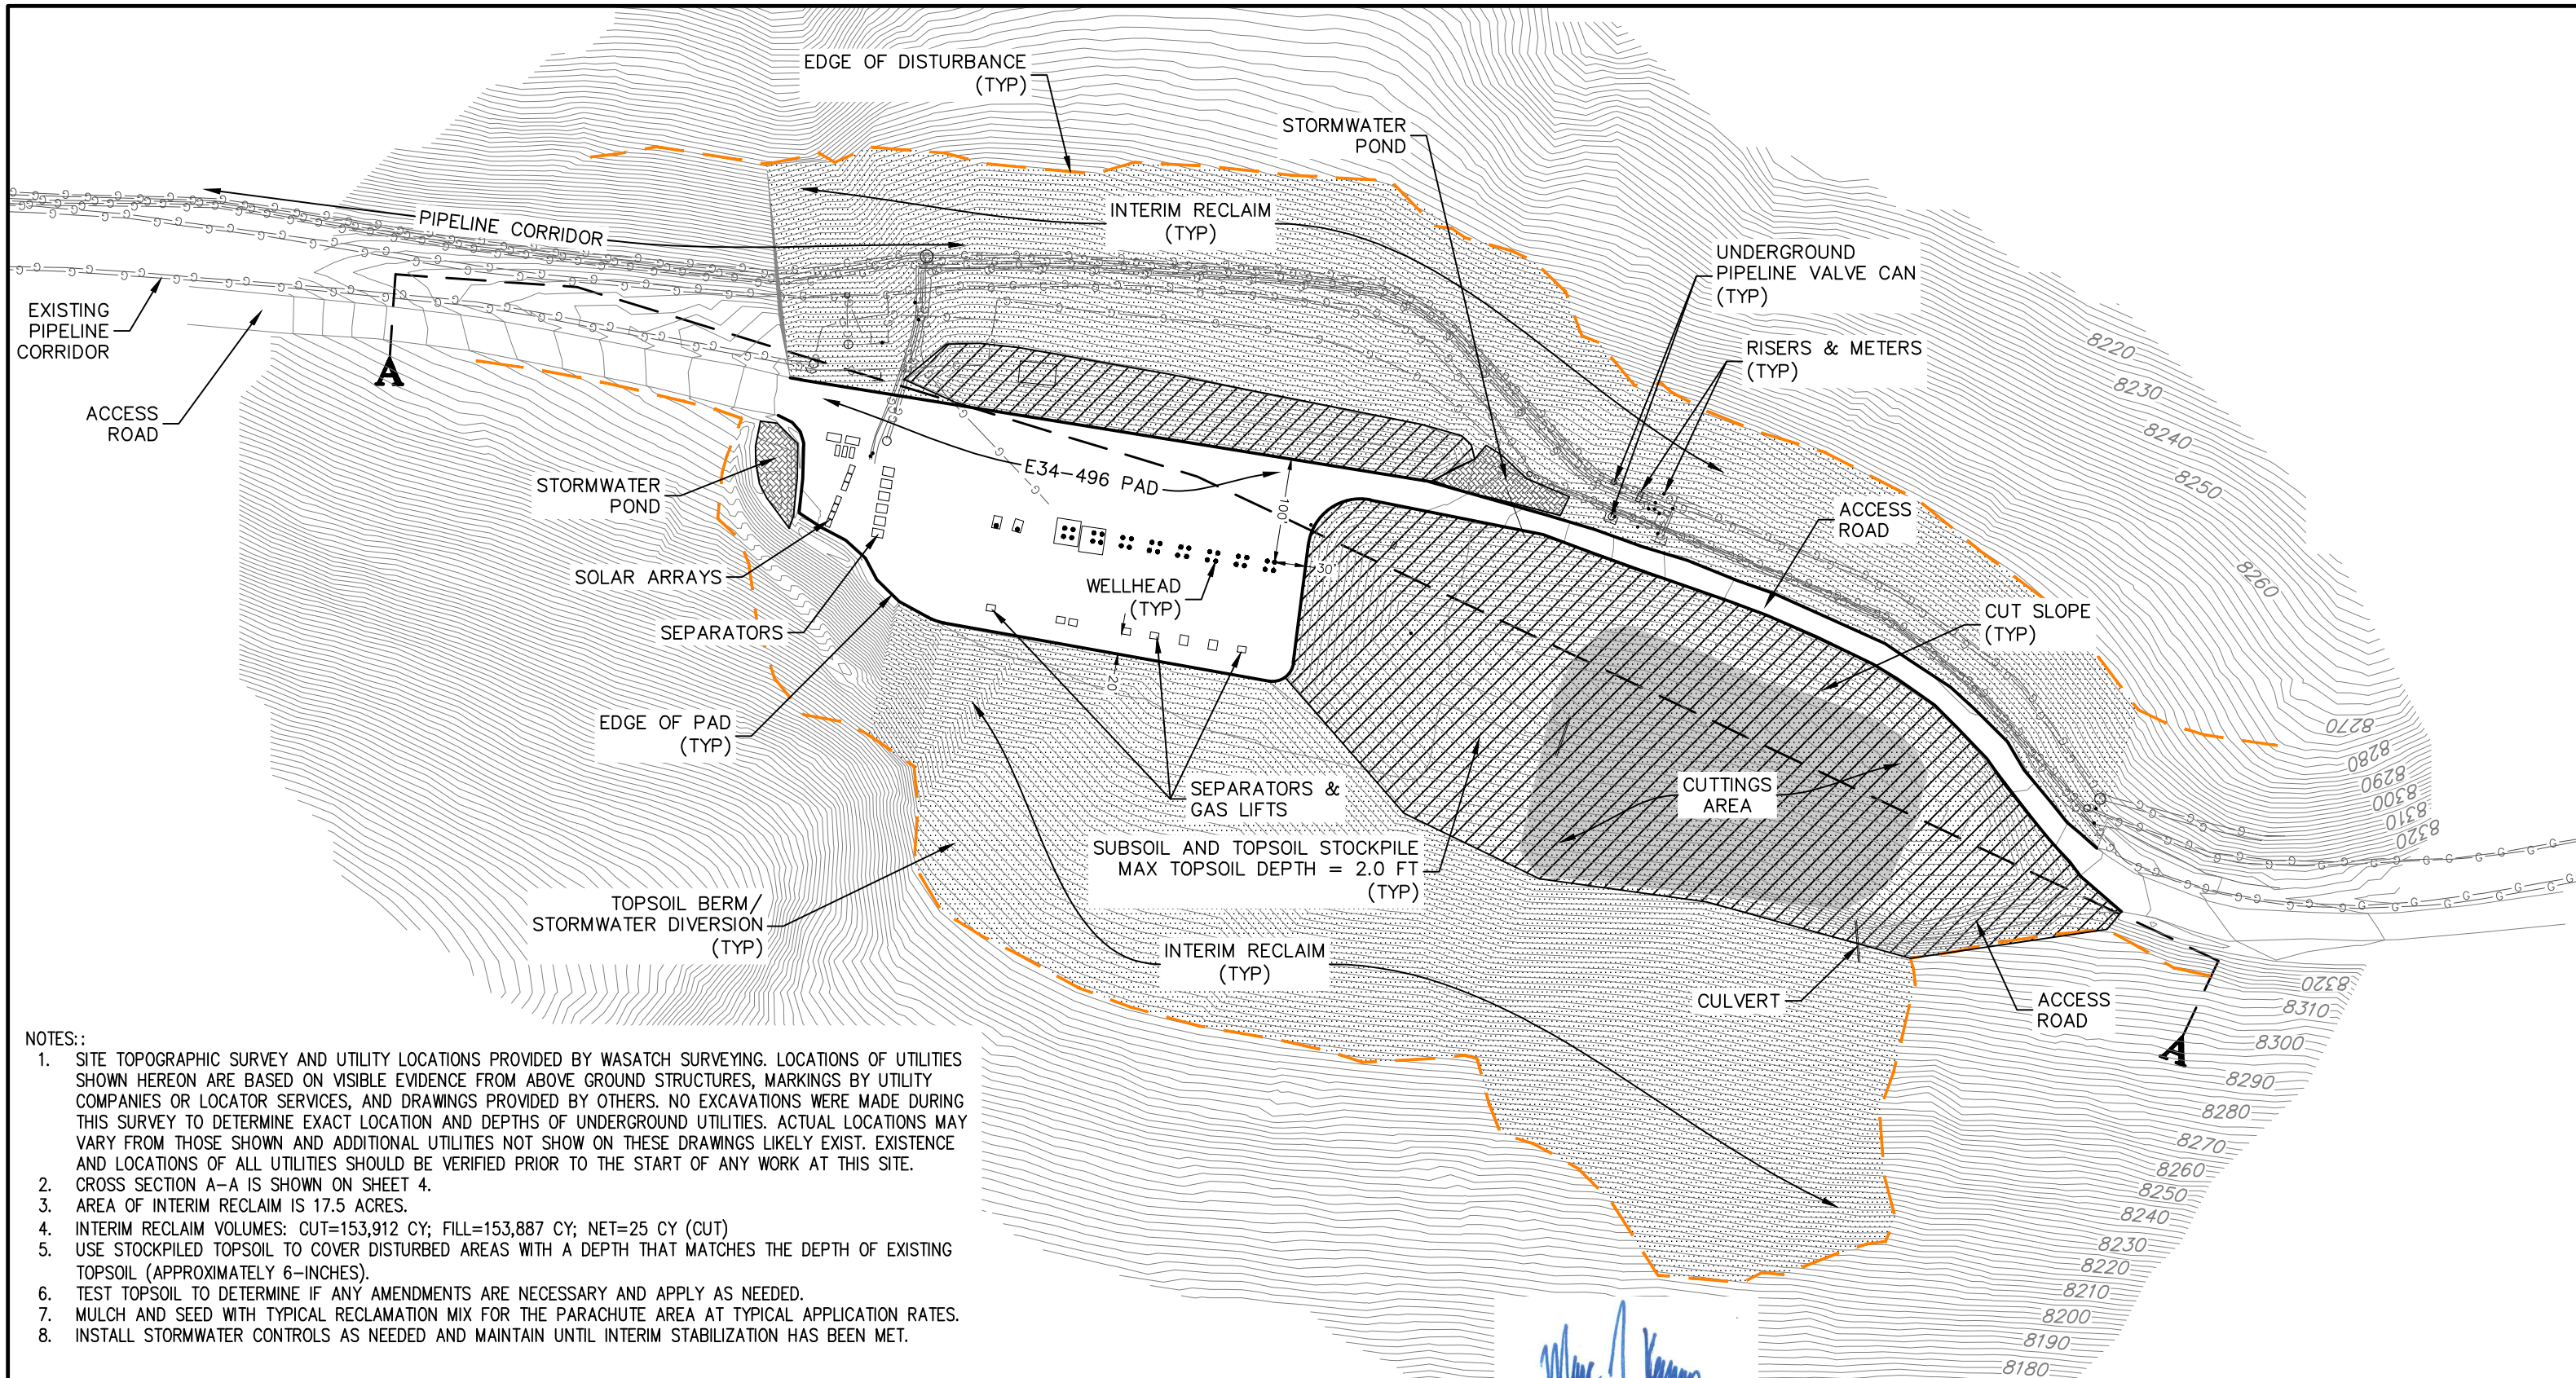 EDGE OF DISTURBANCE
(TYP)
STORMWATER
POND
PIPELINE CORRIDOR
INTERIM RECLAIM
(TYP)
UNDERGROUND
PIPELINE VALVE CAN
(TYP)
EXISTING
PIPELINE
CORRIDOR
RISERS & METERS
(TYP)
8220
8230
8240
8250
8260
8270
8280
8290
8300
8310
8320
A
ACCESS
ROAD
E34-496 PAD
100'
30'
20'
STORMWATER
POND
ACCESS
ROAD
SOLAR ARRAYS
WELLHEAD
(TYP)
SEPARATORS
CUT SLOPE
(TYP)
EDGE OF PAD
(TYP)
SEPARATORS &
GAS LIFTS
CUTTINGS
AREA
SUBSOIL AND TOPSOIL STOCKPILE
MAX TOPSOIL DEPTH = 2.0 FT
(TYP)
TOPSOIL BERM/
STORMWATER DIVERSION
(TYP)
INTERIM RECLAIM
(TYP)
CULVERT
ACCESS
ROAD
A
8320
8310
8300
8290
8280
8270
8260
8250
8240
8230
8220
8210
8200
8190
8180
NOTES::
1. SITE TOPOGRAPHIC SURVEY AND UTILITY LOCATIONS PROVIDED BY WASATCH SURVEYING. LOCATIONS OF UTILITIES
SHOWN HEREON ARE BASED ON VISIBLE EVIDENCE FROM ABOVE GROUND STRUCTURES, MARKINGS BY UTILITY
COMPANIES OR LOCATOR SERVICES, AND DRAWINGS PROVIDED BY OTHERS. NO EXCAVATIONS WERE MADE DURING
THIS SURVEY TO DETERMINE EXACT LOCATION AND DEPTHS OF UNDERGROUND UTILITIES. ACTUAL LOCATIONS MAY
VARY FROM THOSE SHOWN AND ADDITIONAL UTILITIES NOT SHOW ON THESE DRAWINGS LIKELY EXIST. EXISTENCE
AND LOCATIONS OF ALL UTILITIES SHOULD BE VERIFIED PRIOR TO THE START OF ANY WORK AT THIS SITE.
2. CROSS SECTION A-A IS SHOWN ON SHEET 4.
3. AREA OF INTERIM RECLAIM IS 17.5 ACRES.
4. INTERIM RECLAIM VOLUMES: CUT=153,912 CY; FILL=153,887 CY; NET=25 CY (CUT)
5. USE STOCKPILED TOPSOIL TO COVER DISTURBED AREAS WITH A DEPTH THAT MATCHES THE DEPTH OF EXISTING
TOPSOIL (APPROXIMATELY 6-INCHES).
6. TEST TOPSOIL TO DETERMINE IF ANY AMENDMENTS ARE NECESSARY AND APPLY AS NEEDED.
7. MULCH AND SEED WITH TYPICAL RECLAMATION MIX FOR THE PARACHUTE AREA AT TYPICAL APPLICATION RATES.
8. INSTALL STORMWATER CONTROLS AS NEEDED AND MAINTAIN UNTIL INTERIM STABILIZATION HAS BEEN MET.